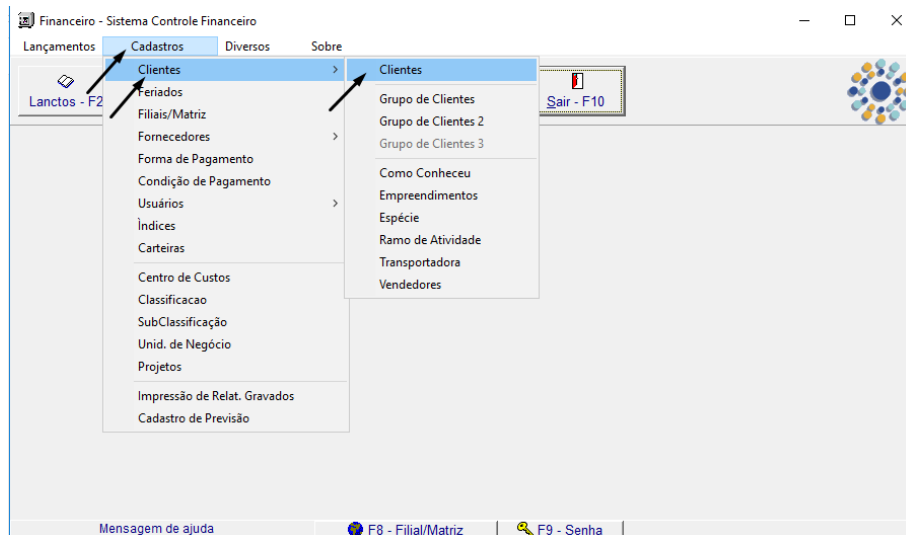 Financeiro - Sistema Controle Financeiro
Lançamentos Cadastros Diversos Sobre
Lanctos - F2
Sair - F10
Clientes
Feriados
Filiais/Matriz
Fornecedores
Forma de Pagamento
Condição de Pagamento
Usuários
Ìndices
Carteiras
Centro de Custos
Classificacao
SubClassificação
Unid. de Negócio
Projetos
Impressão de Relat. Gravados
Cadastro de Previsão
Clientes
Grupo de Clientes
Grupo de Clientes 2
Grupo de Clientes 3
Como Conheceu
Empreendimentos
Espécie
Ramo de Atividade
Transportadora
Vendedores
Mensagem de ajuda F8 - Filial/Matriz F9 - Senha